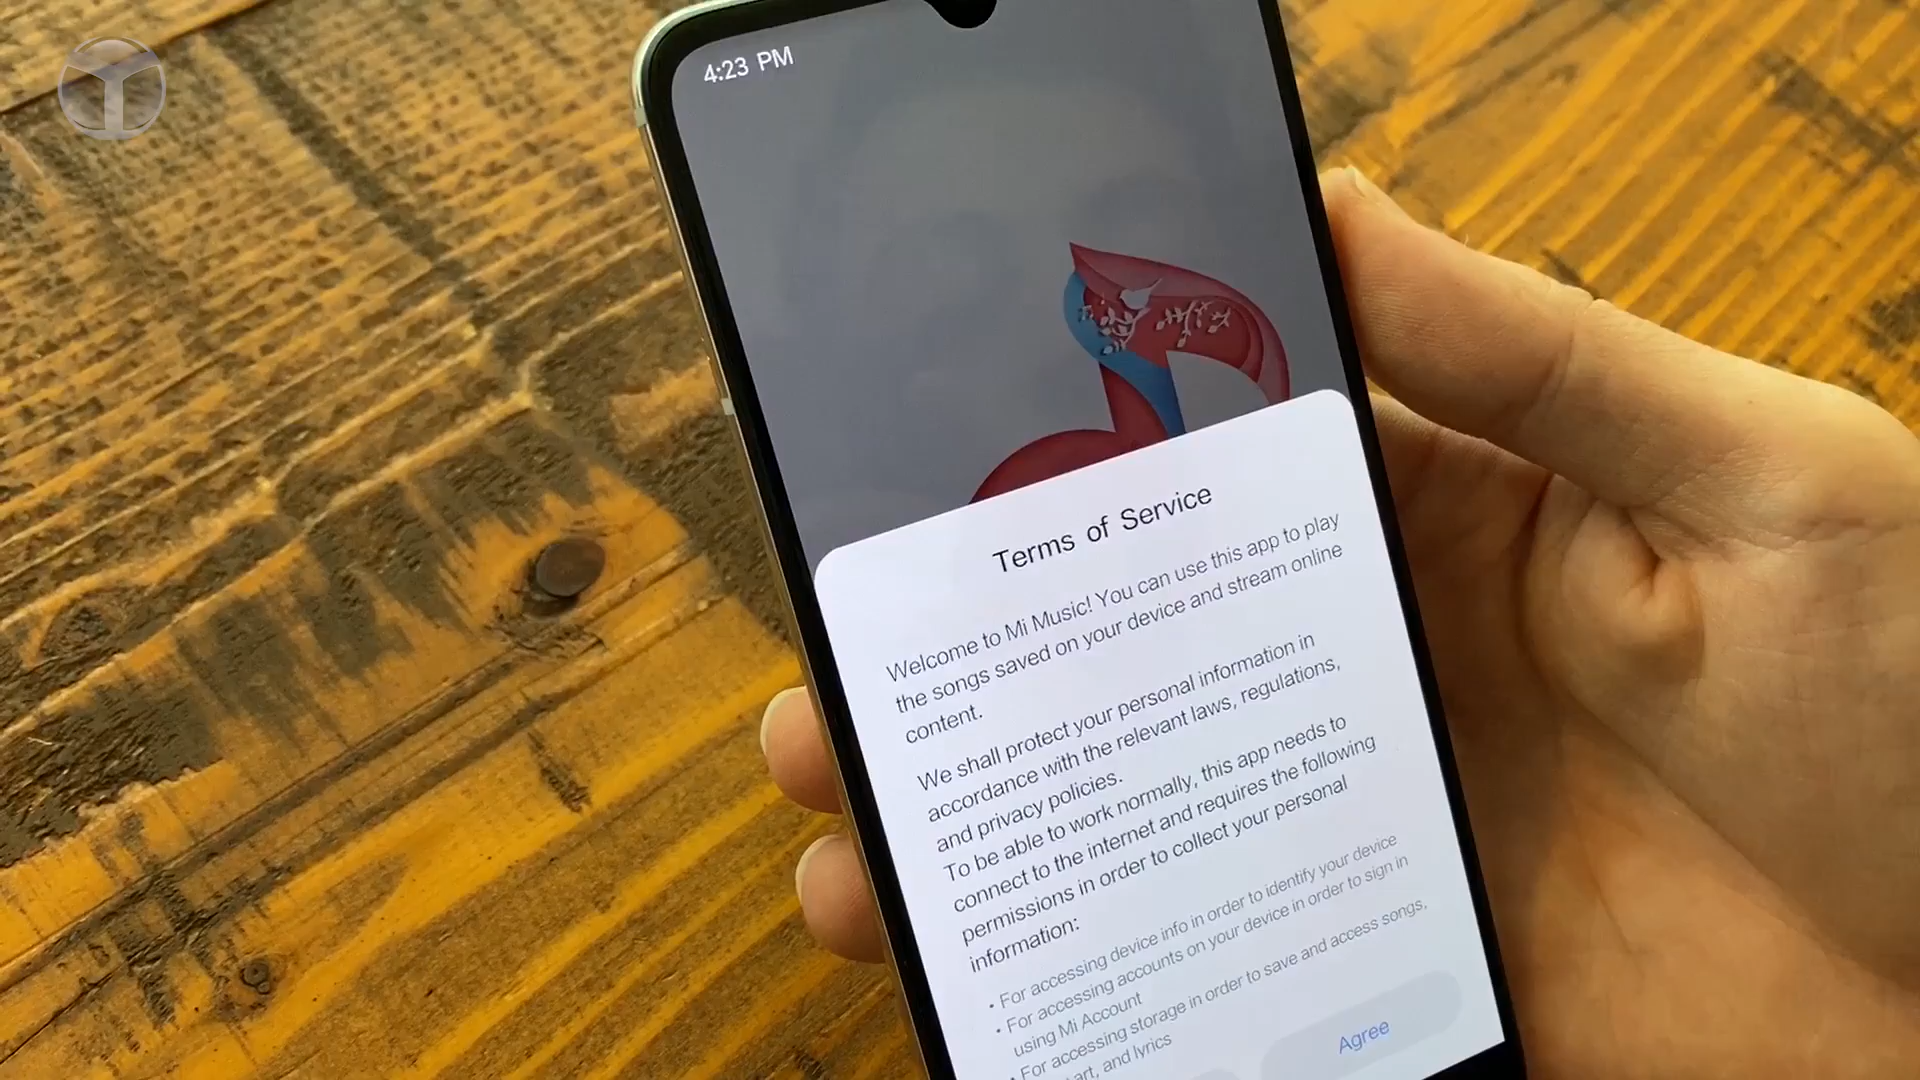 4:23 PM
Terms of Service
Welcome to Mi Music! You can use this app to play
the songs saved on your device and stream online
content.
We shall protect your personal information in
accordance with the relevant laws, regulations,
and privacy policies.
To be able to work normally, this app needs to
connect to the internet and requires the following
permissions in order to collect your personal
information:
• For accessing device info in order to identify your device
• For accessing accounts on your device in order to sign in
using Mi Account
• For accessing storage in order to save and access songs,
art, and lyrics
Agree